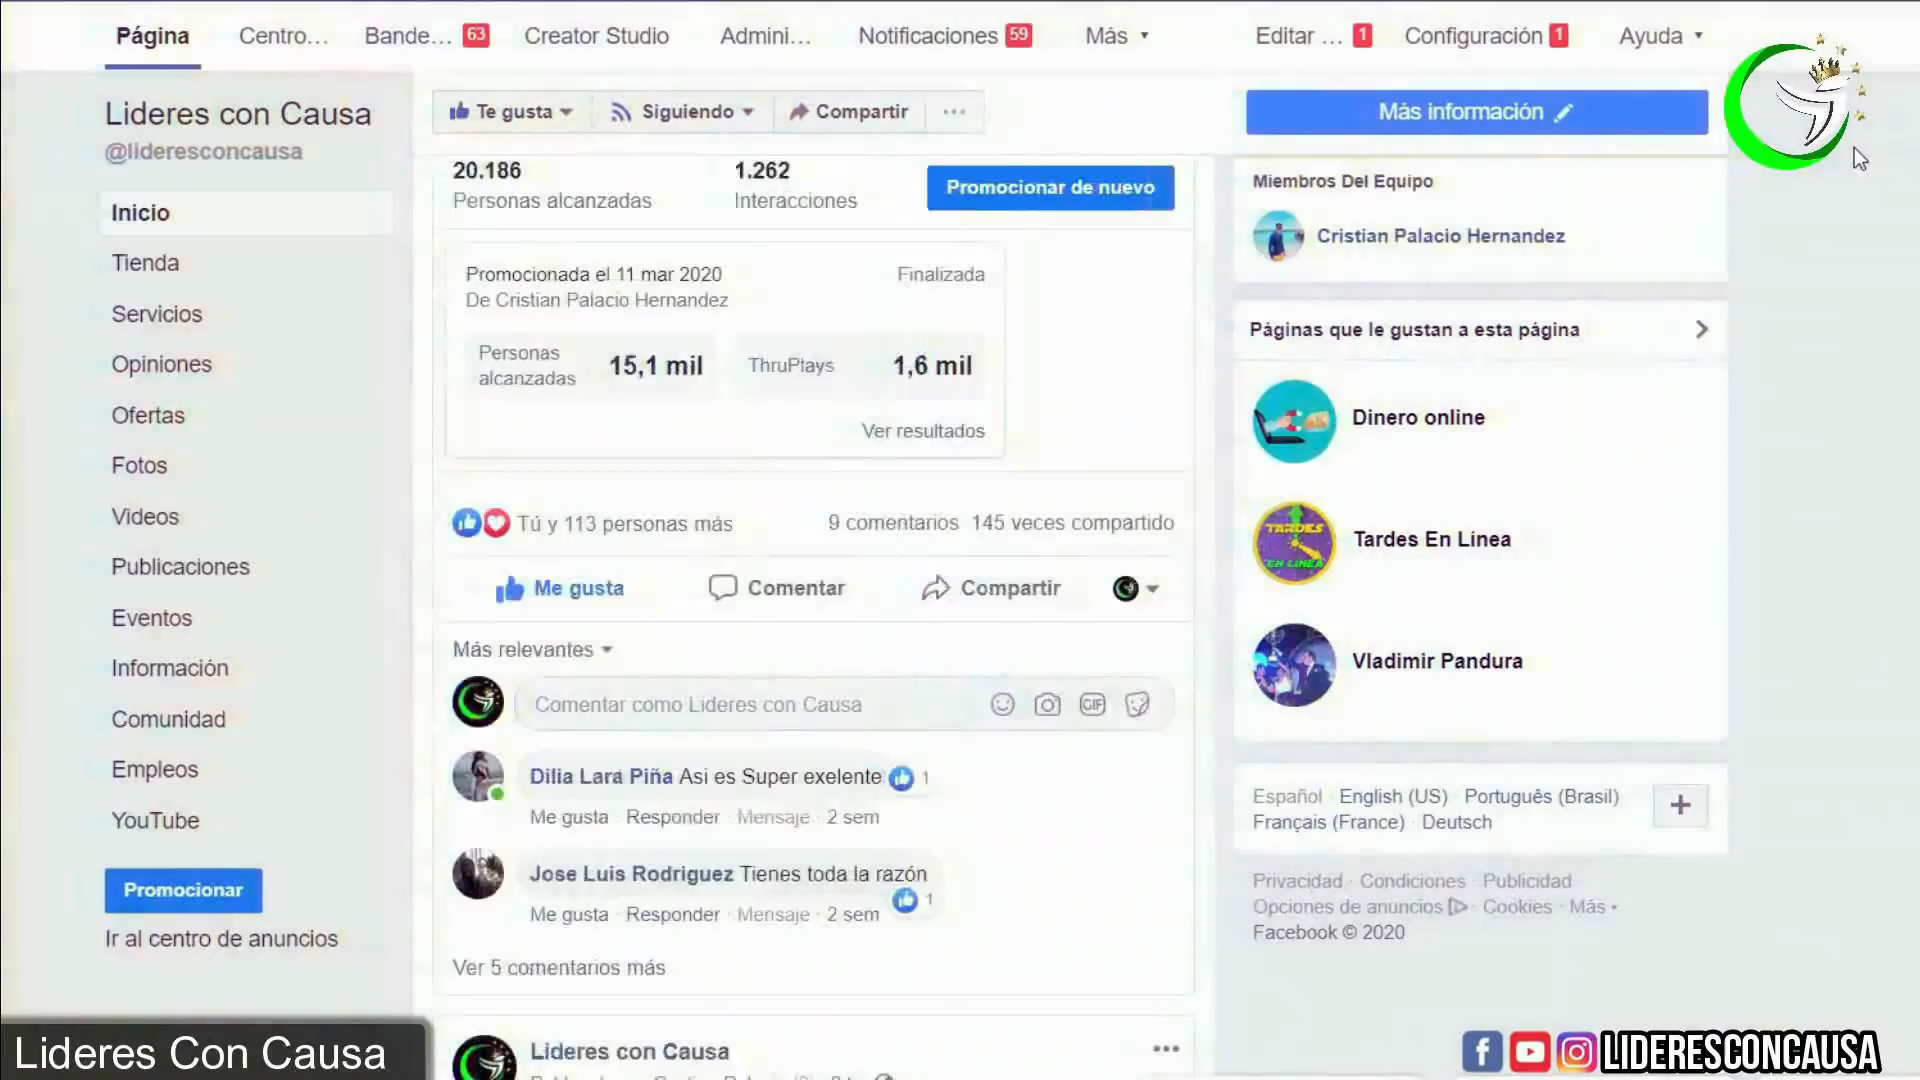 Página Centro... Bande... 63 Creator Studio Admini... Notificaciones 59 Más Editar ... 1 Configuración 1 Ayuda
Lideres con Causa
@lideresconcausa
Inicio
Tienda
Servicios
Opiniones
Ofertas
Fotos
Videos
Publicaciones
Eventos
Información
Comunidad
Empleos
YouTube
Promocionar
Ir al centro de anuncios
Te gusta Siguiendo Compartir ...
20.186 1.262
Personas alcanzadas Interacciones
Promocionar de nuevo
Promocionada el 11 mar 2020 Finalizada
De Cristian Palacio Hernandez
Personas alcanzadas 15,1 mil ThruPlays 1,6 mil
Ver resultados
Tú y 113 personas más 9 comentarios 145 veces compartido
Me gusta Comentar Compartir
Más relevantes
Comentar como Lideres con Causa GIF
Dilia Lara Piña Asi es Super exelente 1
Me gusta · Responder · Mensaje · 2 sem
Jose Luis Rodriguez Tienes toda la razón
1
Me gusta · Responder · Mensaje · 2 sem
Ver 5 comentarios más
Lideres con Causa ...
Más información
Miembros Del Equipo
Cristian Palacio Hernandez
Páginas que le gustan a esta página
Dinero online
TARDES
EN LINEA
Tardes En Línea
Vladimir Pandura
Español · English (US) · Português (Brasil) +
Français (France) · Deutsch
Privacidad · Condiciones · Publicidad
Opciones de anuncios · Cookies · Más
Facebook © 2020
Lideres Con Causa
LIDERESCONCAUSA